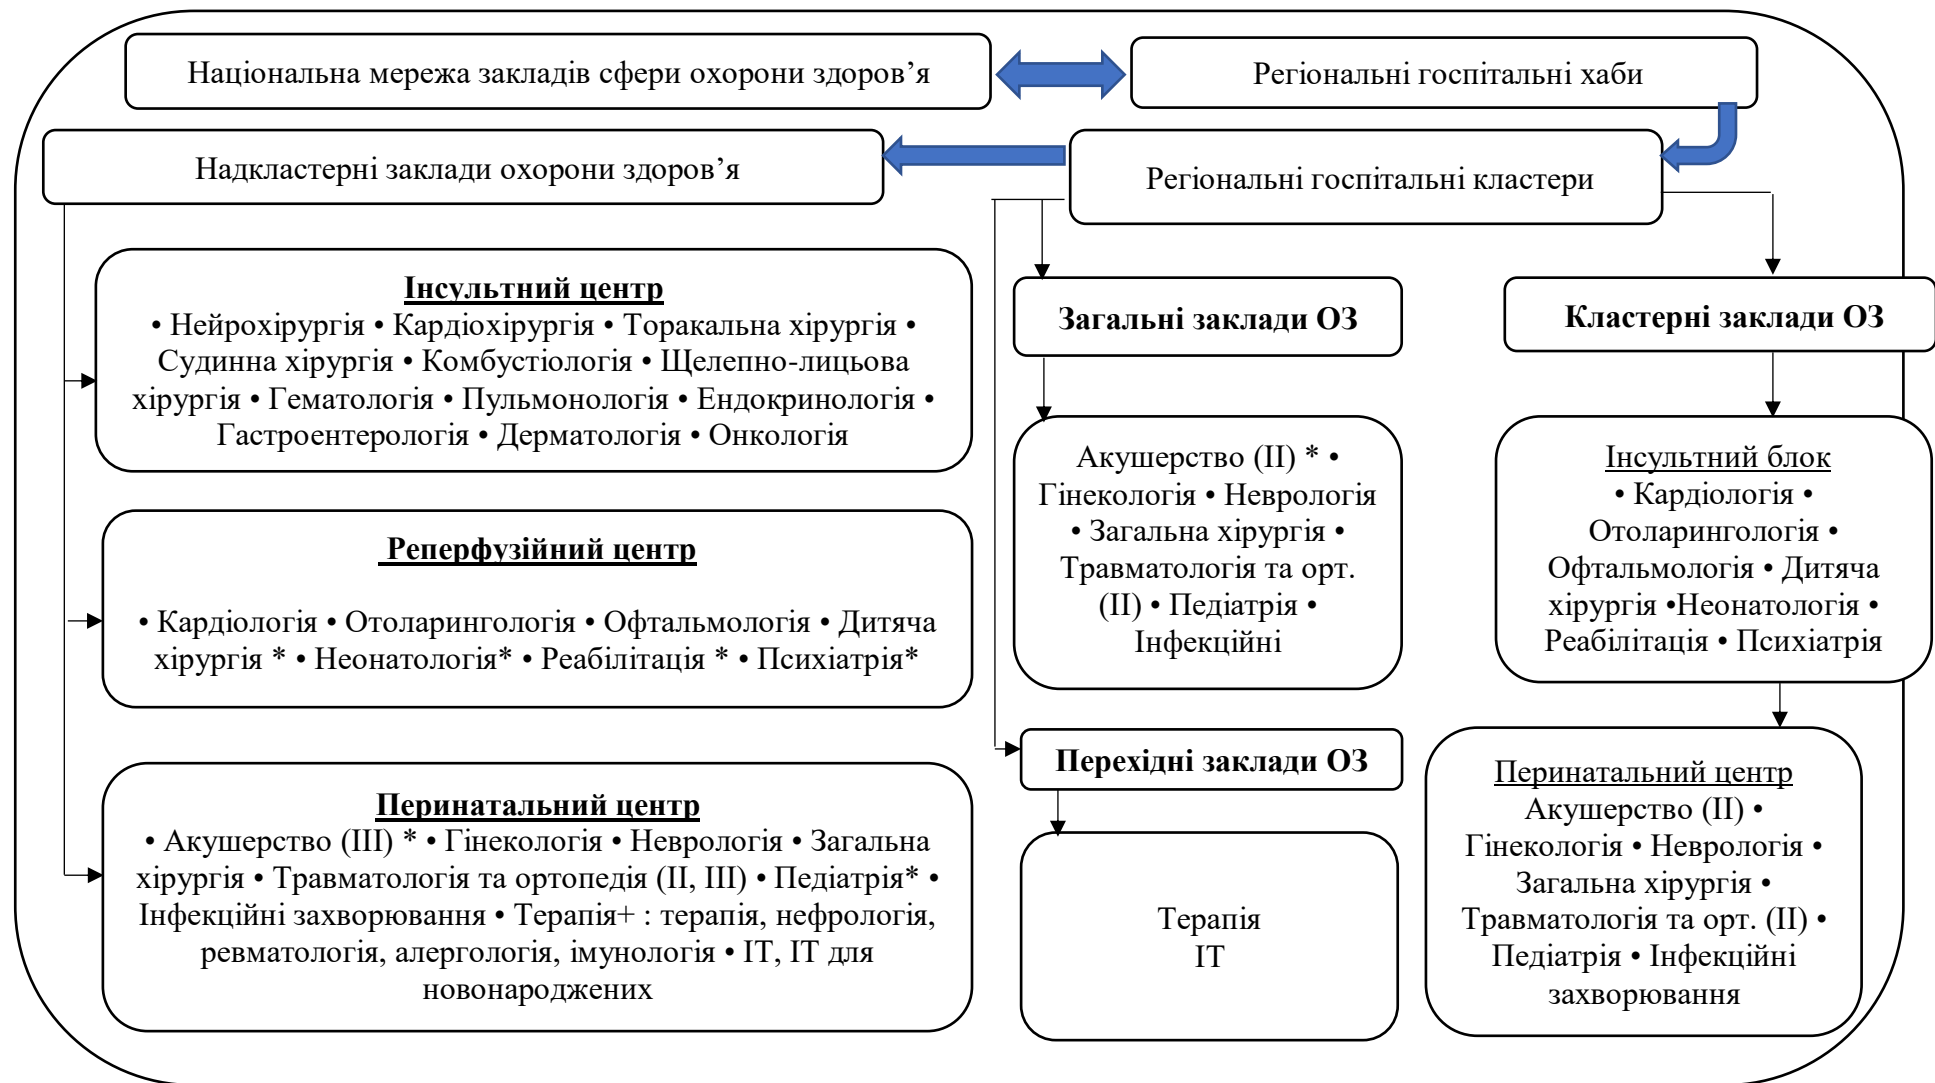 Національна мережа закладів сфери охорони здоров’я
Регіональні госпітальні хаби
Надкластерні заклади охорони здоров’я
Регіональні госпітальні кластери
Інсультний центр
• Нейрохірургія • Кардіохірургія • Торакальна хірургія •
Судинна хірургія • Комбустіологія • Щелепно-лицьова
хірургія • Гематологія • Пульмонологія • Ендокринологія •
Гастроентерологія • Дерматологія • Онкологія
Реперфузійний центр
• Кардіологія • Отоларингологія • Офтальмологія • Дитяча
хірургія * • Неонатологія* • Реабілітація * • Психіатрія*
Перинатальний центр
• Акушерство (III) * • Гінекологія • Неврологія • Загальна
хірургія • Травматологія та ортопедія (II, III) • Педіатрія* •
Інфекційні захворювання • Терапія+ : терапія, нефрологія,
ревматологія, алергологія, імунологія • ІТ, ІТ для
новонароджених
Загальні заклади ОЗ
Акушерство (II) * •
Гінекологія • Неврологія
• Загальна хірургія •
Травматологія та орт.
(II) • Педіатрія •
Інфекційні
Перехідні заклади ОЗ
Терапія
ІТ
Кластерні заклади ОЗ
Інсультний блок
• Кардіологія •
Отоларингологія •
Офтальмологія • Дитяча
хірургія •Неонатологія •
Реабілітація • Психіатрія
Перинатальний центр
Акушерство (II) •
Гінекологія • Неврологія •
Загальна хірургія •
Травматологія та орт. (II) •
Педіатрія • Інфекційні
захворювання